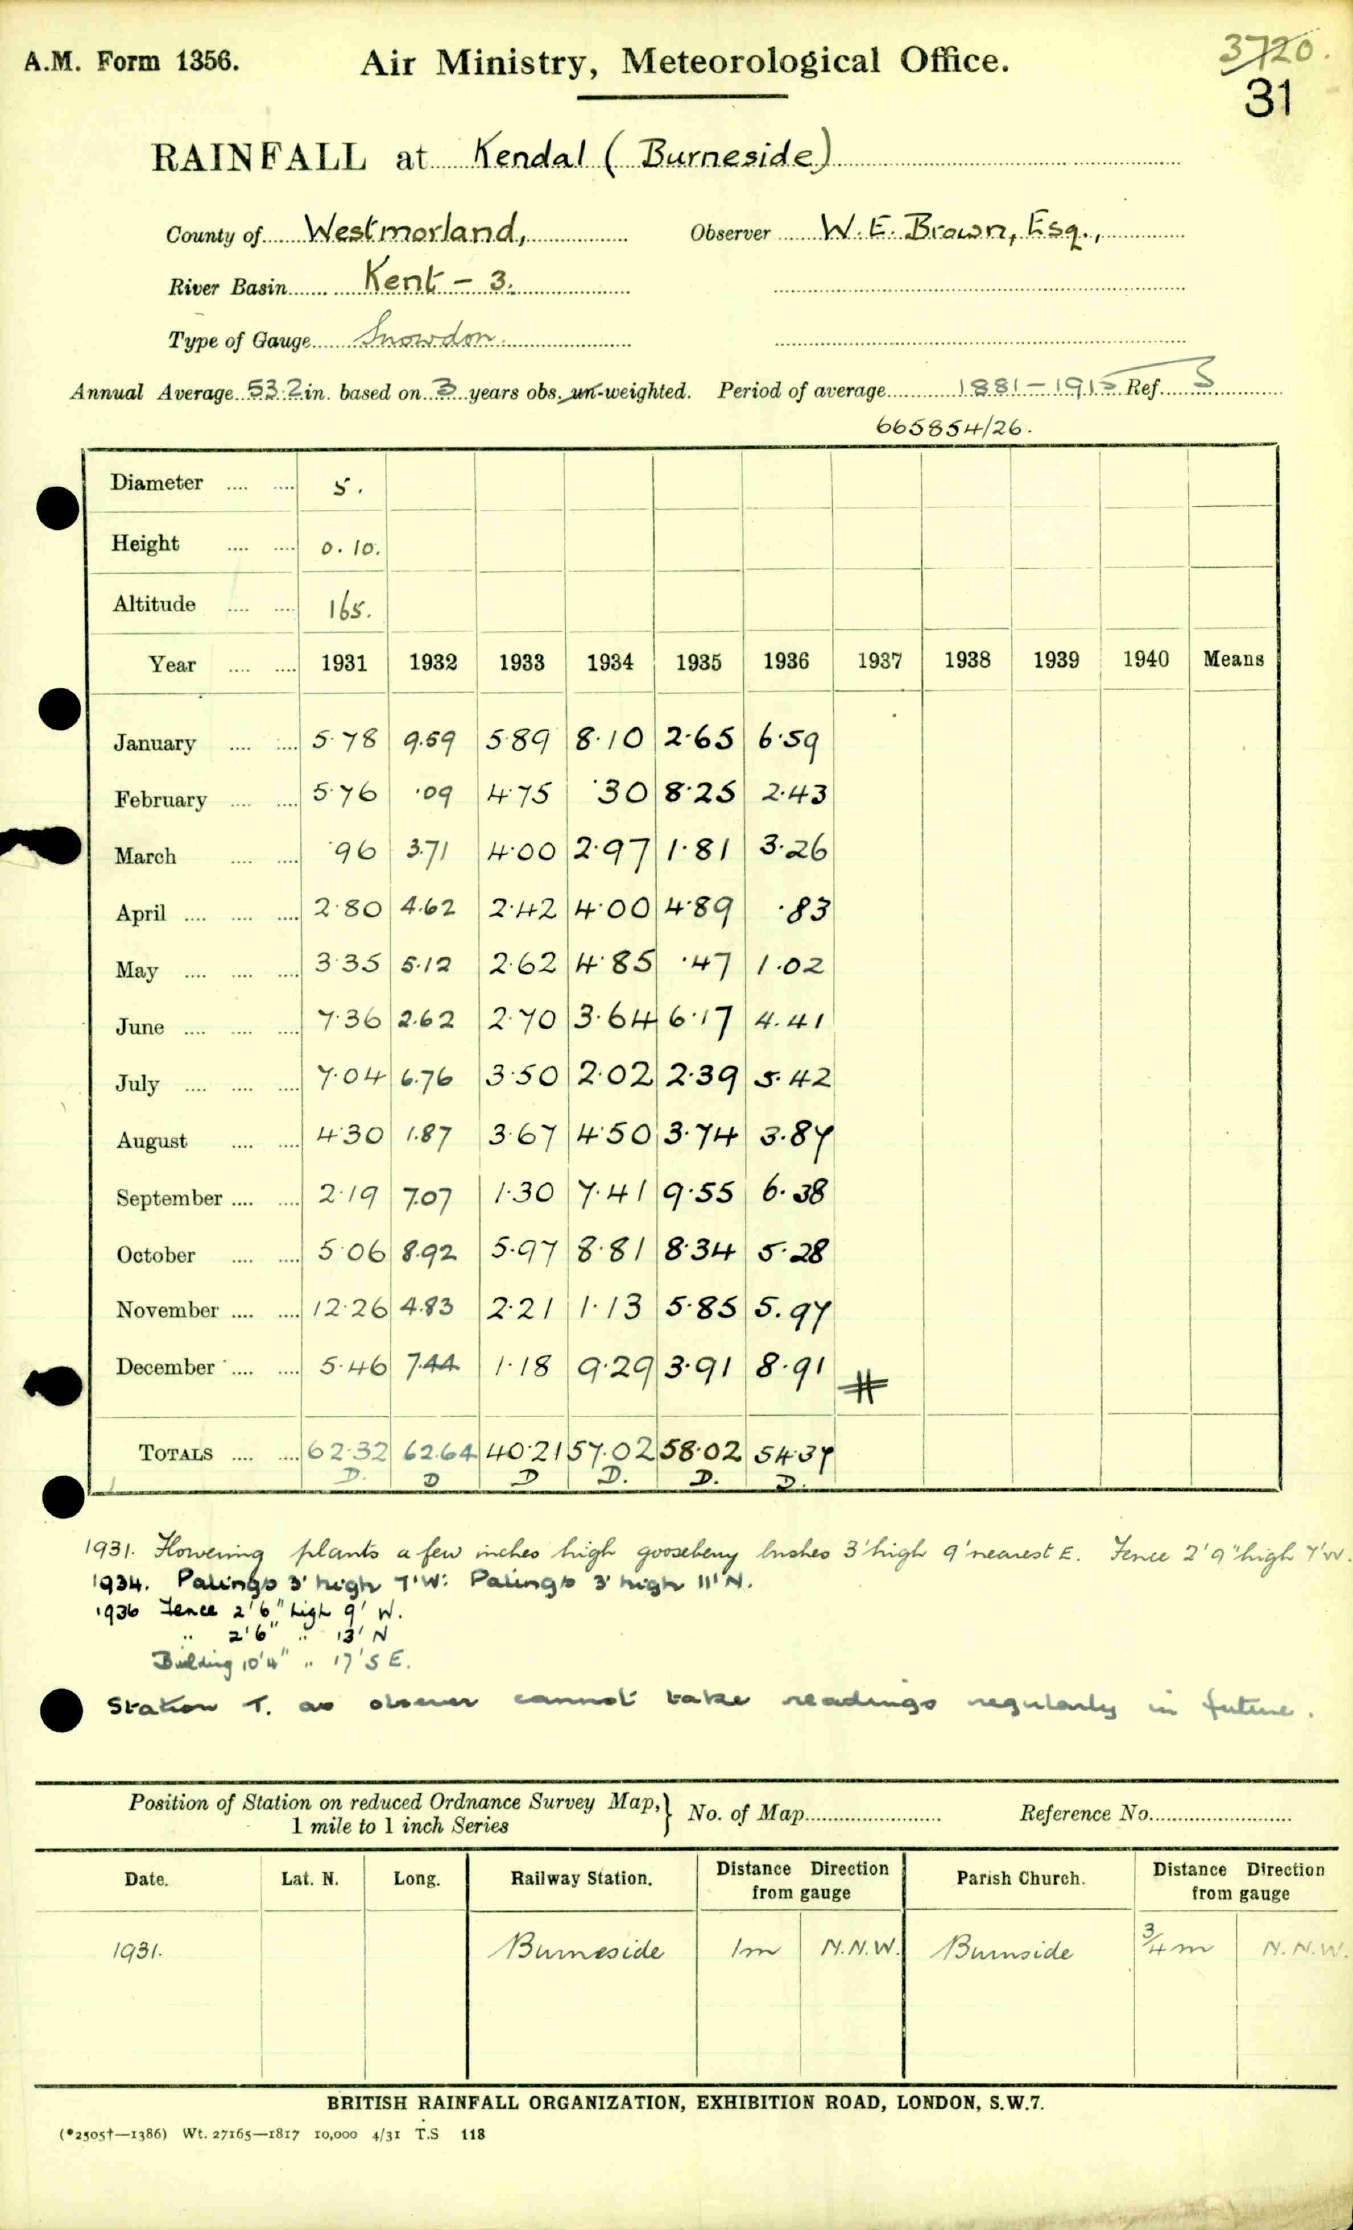 A.M. Form 1356.
Air Ministry, Meteorological Office.
3720.
31
RAINFALL at Kendal (Burneside)
County of Westmorland, Observer W. E. Brown, Esq.,
River Basin Kent - 3.
Type of Gauge Snowdon.
Annual Average 53.2 in. based on 3 years obs. un-weighted. Period of average 1881-1915 Ref. S
665854/26.
Diameter 5.
Height 0.10.
Altitude 165.
Year 1931 1932 1933 1934 1935 1936 1937 1938 1939 1940 Means
January 5.78 9.59 5.89 8.10 2.65 6.59
February 5.76 .09 4.75 .30 8.25 2.43
March .96 3.71 4.00 2.97 1.81 3.26
April 2.80 4.62 2.42 4.00 4.89 .83
May 3.35 5.12 2.62 4.85 .47 1.02
June 7.36 2.62 2.70 3.64 6.17 4.41
July 7.04 6.76 3.50 2.02 2.39 5.42
August 4.30 1.87 3.67 4.50 3.74 3.87
September 2.19 7.07 1.30 7.41 9.55 6.38
October 5.06 8.92 5.97 8.81 8.34 5.28
November 12.26 4.83 2.21 1.13 5.85 5.97
December 5.46 7.44 1.18 9.29 3.91 8.91
TOTALS 62.32 62.64 40.21 57.02 58.02 54.37
D. D D D. D. D.
1931. Flowering plants a few inches high gooseberry bushes 3' high 9' nearest E. Fence 2'9" high 7'W.
1934. Palings 3' high 7'W: Palings 3' high 11'N.
1936 Fence 2'6" high 9' W.
" 2'6" " 13' N
Building 10'4" " 17' S E.
Station T. as observer cannot take readings regularly in future.
Position of Station on reduced Ordnance Survey Map, 1 mile to 1 inch Series } No. of Map Reference No.
Date. Lat. N. Long. Railway Station. Distance Direction from gauge Parish Church. Distance Direction from gauge
1931. Burneside 1m N.N.W. Burnside 3/4 m N.N.W.
BRITISH RAINFALL ORGANIZATION, EXHIBITION ROAD, LONDON, S.W.7.
(*2505†—1386) Wt. 27165—1817 10,000 4/31 T.S 118